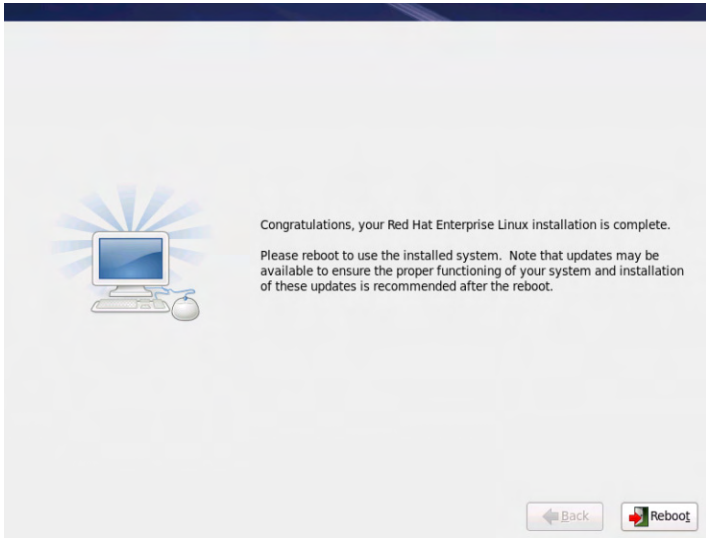 Congratulations, your Red Hat Enterprise Linux installation is complete.
Please reboot to use the installed system.  Note that updates may be
available to ensure the proper functioning of your system and installation
of these updates is recommended after the reboot.
Back
Reboot